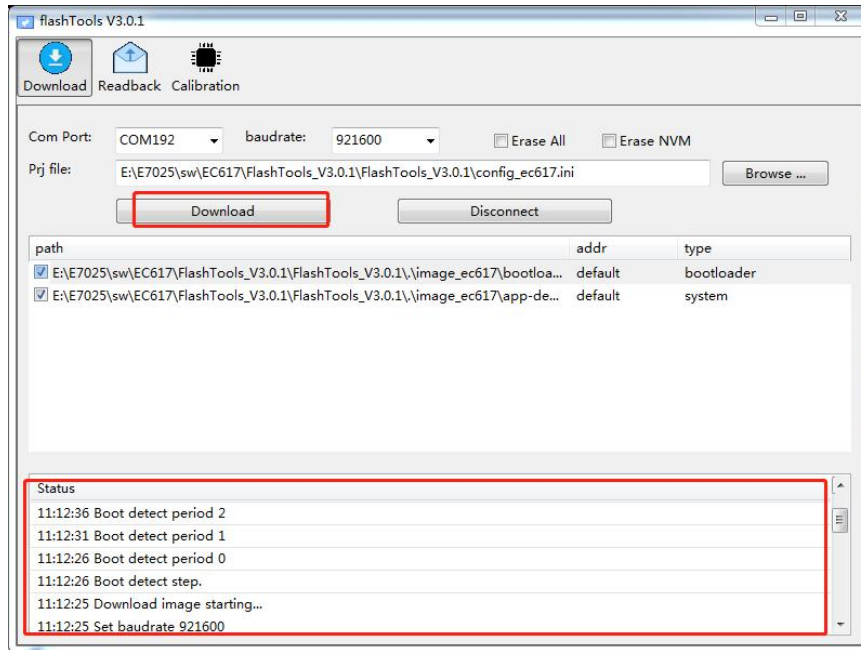 flashTools V3.0.1
Download Readback Calibration
Com Port: COM192 baudrate: 921600 Erase All Erase NVM
Prj file: E:\E7025\sw\EC617\FlashTools_V3.0.1\FlashTools_V3.0.1\config_ec617.ini Browse ...
Download Disconnect
path addr type
E:\E7025\sw\EC617\FlashTools_V3.0.1\FlashTools_V3.0.1\.\image_ec617\bootloa... default bootloader
E:\E7025\sw\EC617\FlashTools_V3.0.1\FlashTools_V3.0.1\.\image_ec617\app-de... default system
Status
11:12:36 Boot detect period 2
11:12:31 Boot detect period 1
11:12:26 Boot detect period 0
11:12:26 Boot detect step.
11:12:25 Download image starting...
11:12:25 Set baudrate 921600